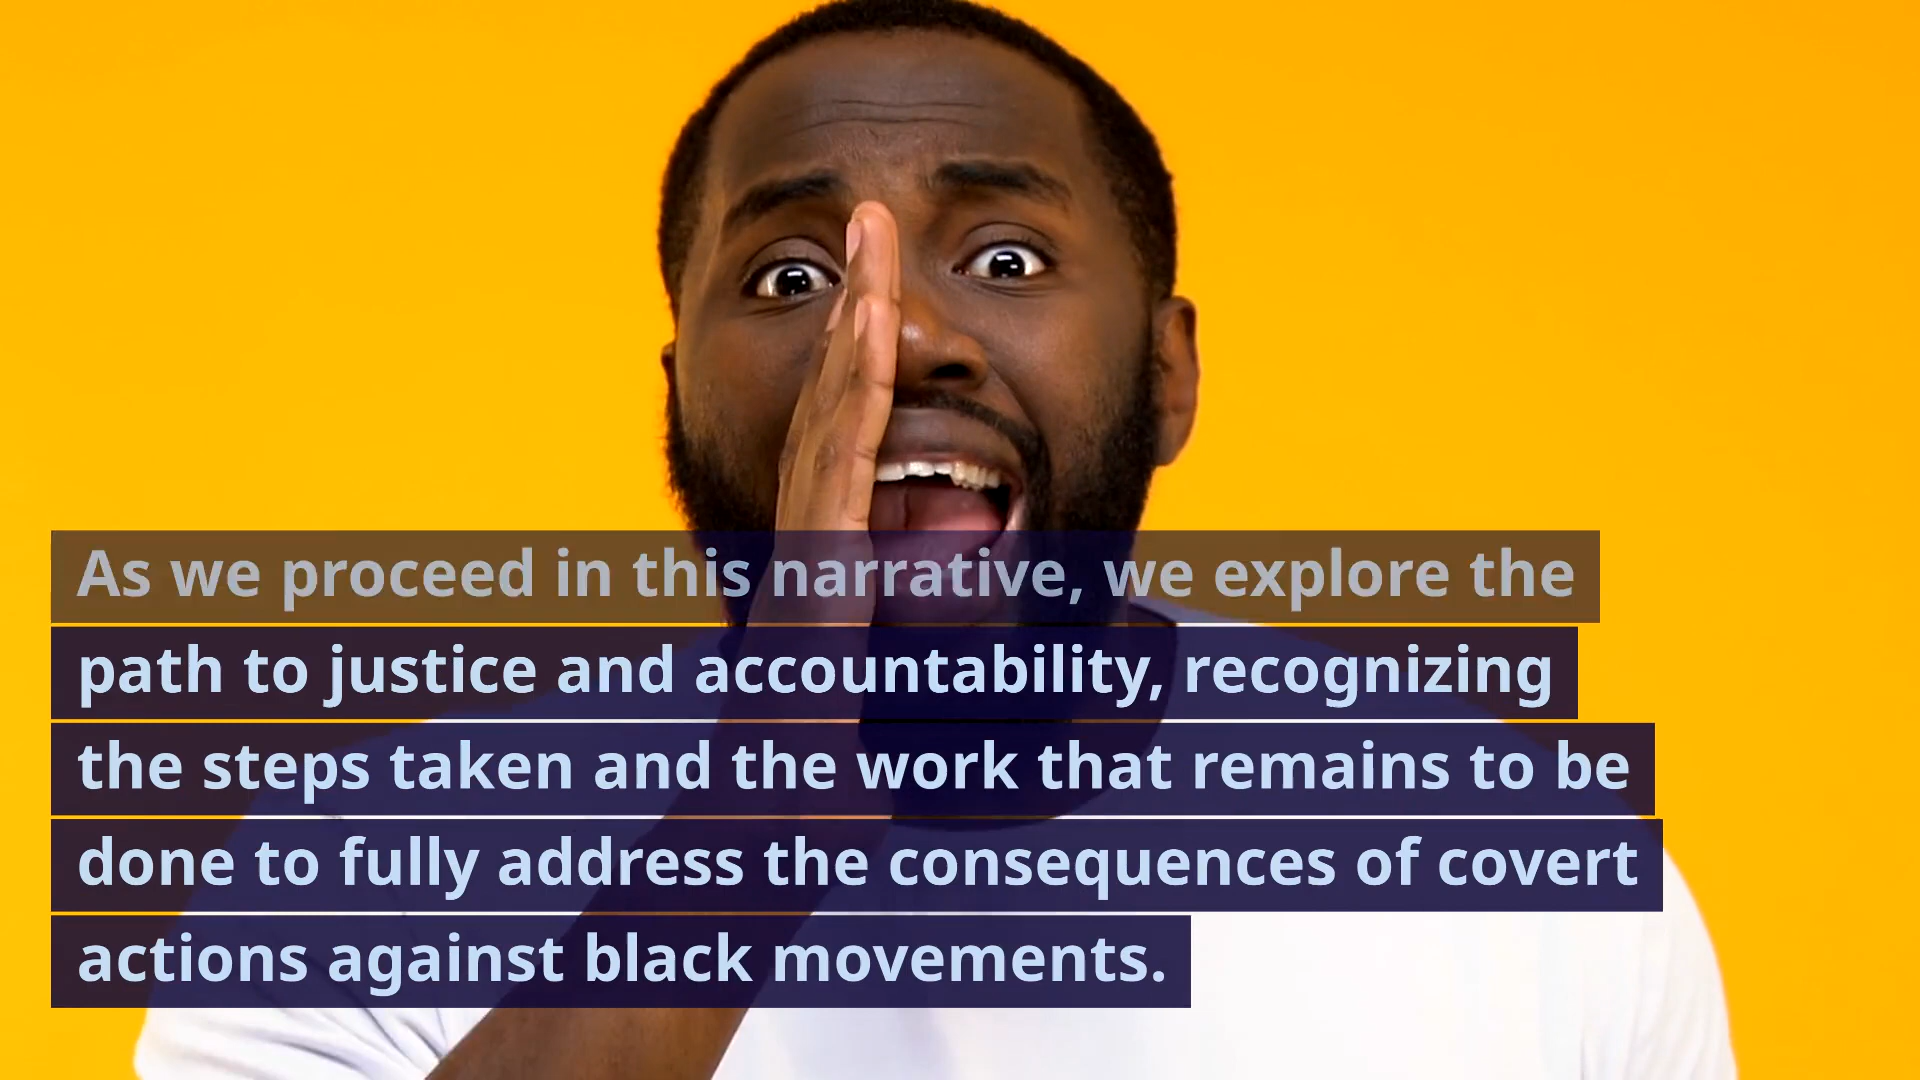 As we proceed in this narrative, we explore the
path to justice and accountability, recognizing
the steps taken and the work that remains to be
done to fully address the consequences of covert
actions against black movements.